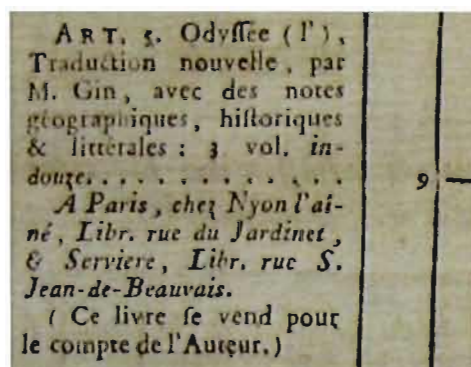 ART. 5. Odyſſée (l'),
Traduction nouvelle, par
M. Gin, avec des notes
géographiques, hiſtoriques
& littérales : 3 vol. in-
douze. . . . . . . . . . . . . 9 —
A Paris, chez Nyon l'aî-
né, Libr. rue du Jardinet,
& Serviere, Libr. rue S.
Jean-de-Beauvais.
( Ce livre ſe vend pour
le compte de l'Auteur.)